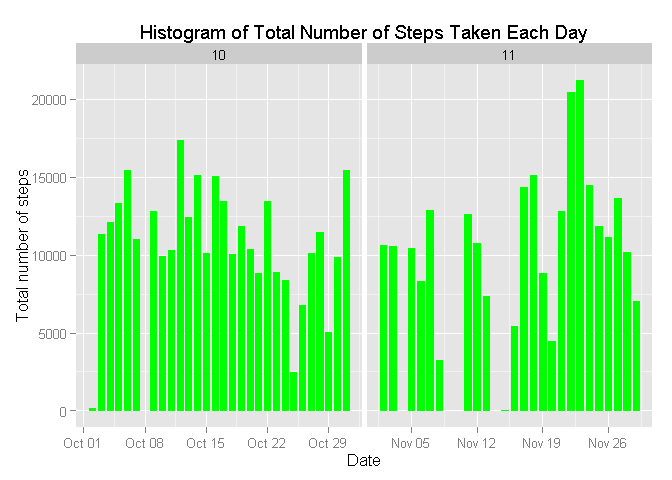 Histogram of Total Number of Steps Taken Each Day
10 11
Total number of steps
20000
15000
10000
5000
0
Oct 01 Oct 08 Oct 15 Oct 22 Oct 29 Nov 05 Nov 12 Nov 19 Nov 26
Date